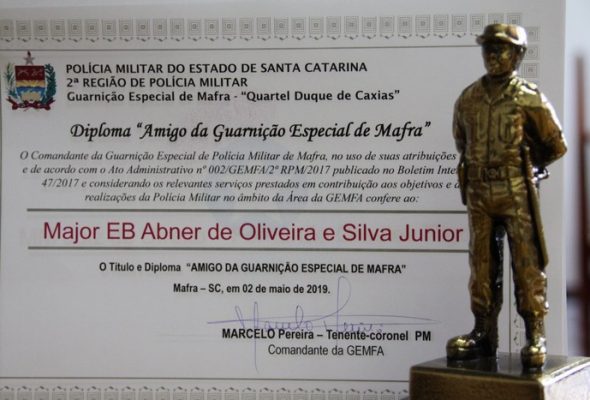 POLÍCIA MILITAR DO ESTADO DE SANTA CATARINA
2ª REGIÃO DE POLÍCIA MILITAR
Guarnição Especial de Mafra - “Quartel Duque de Caxias”
Diploma “Amigo da Guarnição Especial de Mafra”
O Comandante da Guarnição Especial de Polícia Militar de Mafra, no uso de suas atribuições
e de acordo com o Ato Administrativo nº 002/GEMFA/2ª RPM/2017 publicado no Boletim Inter
47/2017 e considerando os relevantes serviços prestados em contribuição aos objetivos e
realizações da Polícia Militar no âmbito da Área da GEMFA confere ao:
Major EB Abner de Oliveira e Silva Junior
O Título e Diploma “AMIGO DA GUARNIÇÃO ESPECIAL DE MAFRA”
Mafra – SC, em 02 de maio de 2019.
MARCELO Pereira – Tenente-coronel PM
Comandante da GEMFA